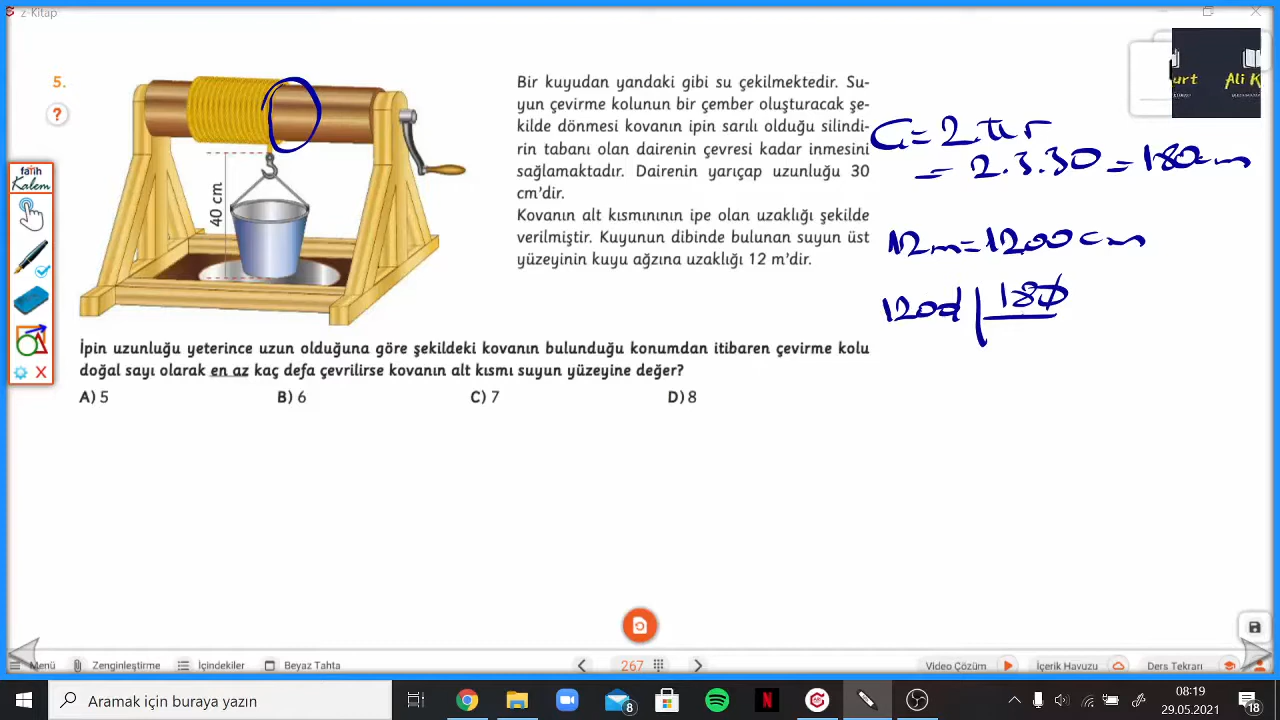 z-Kitap
5.
?
40 cm
Bir kuyudan yandaki gibi su çekilmektedir. Su-
yun çevirme kolunun bir çember oluşturacak şe-
kilde dönmesi kovanın ipin sarılı olduğu silindi-
rin tabanı olan dairenin çevresi kadar inmesini
sağlamaktadır. Dairenin yarıçap uzunluğu 30
cm'dir.
Kovanın alt kısmınının ipe olan uzaklığı şekilde
verilmiştir. Kuyunun dibinde bulunan suyun üst
yüzeyinin kuyu ağzına uzaklığı 12 m'dir.
Ç=2πr
=2.3.30=180cm
12m=1200cm
1200 180
urt Ali K
fatih
Kalem
İpin uzunluğu yeterince uzun olduğuna göre şekildeki kovanın bulunduğu konumdan itibaren çevirme kolu
doğal sayı olarak en az kaç defa çevrilirse kovanın alt kısmı suyun yüzeyine değer?
A) 5 B) 6 C) 7 D) 8
Menü Zenginleştirme İçindekiler Beyaz Tahta 267 Video Çözüm İçerik Havuzu Ders Tekrarı
Aramak için buraya yazın 8 08:19 18
29.05.2021